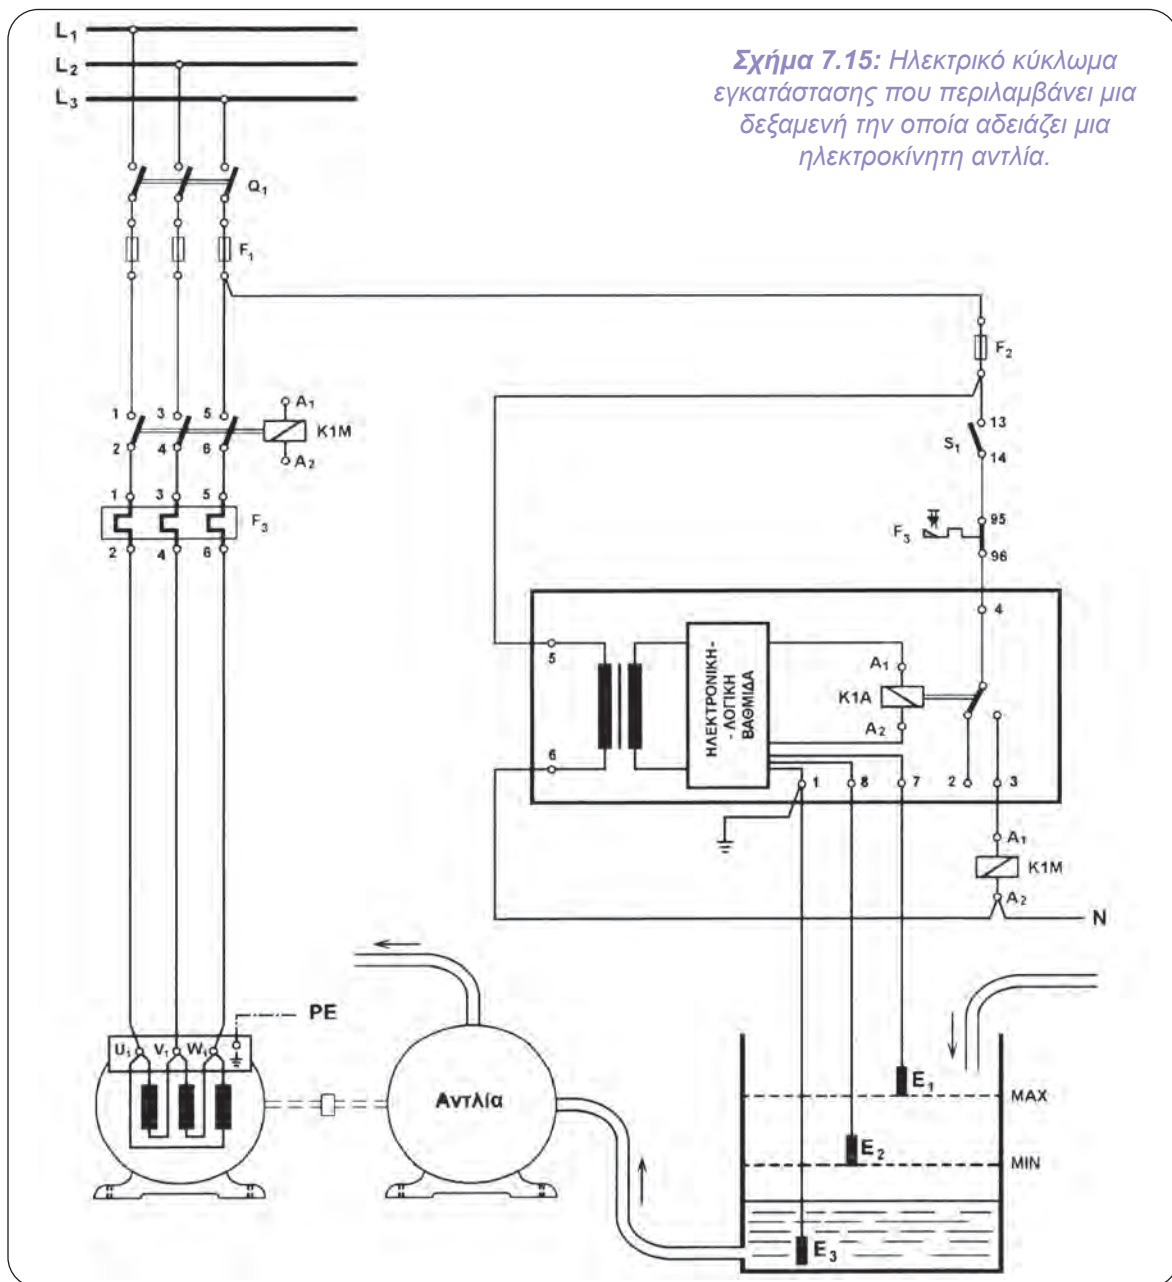 L1
L2
L3
Σχήμα 7.15: Ηλεκτρικό κύκλωμα
εγκατάστασης που περιλαμβάνει μια
δεξαμενή την οποία αδειάζει μια
ηλεκτροκίνητη αντλία.
Q1
F1
F2
1 3 5
A1
K1M
A2
2 4 6
13
S1
14
1 3 5
F3
2 4 6
95
F3
96
4
5
6
ΗΛΕΚΤΡΟΝΙΚΗ -
- ΛΟΓΙΚΗ
ΒΑΘΜΙΔΑ
A1
K1A
A2
1 8 7 2 3
A1
K1M
A2
N
PE
U1 V1 W1
Αντλία
E1
MAX
E2
MIN
E3